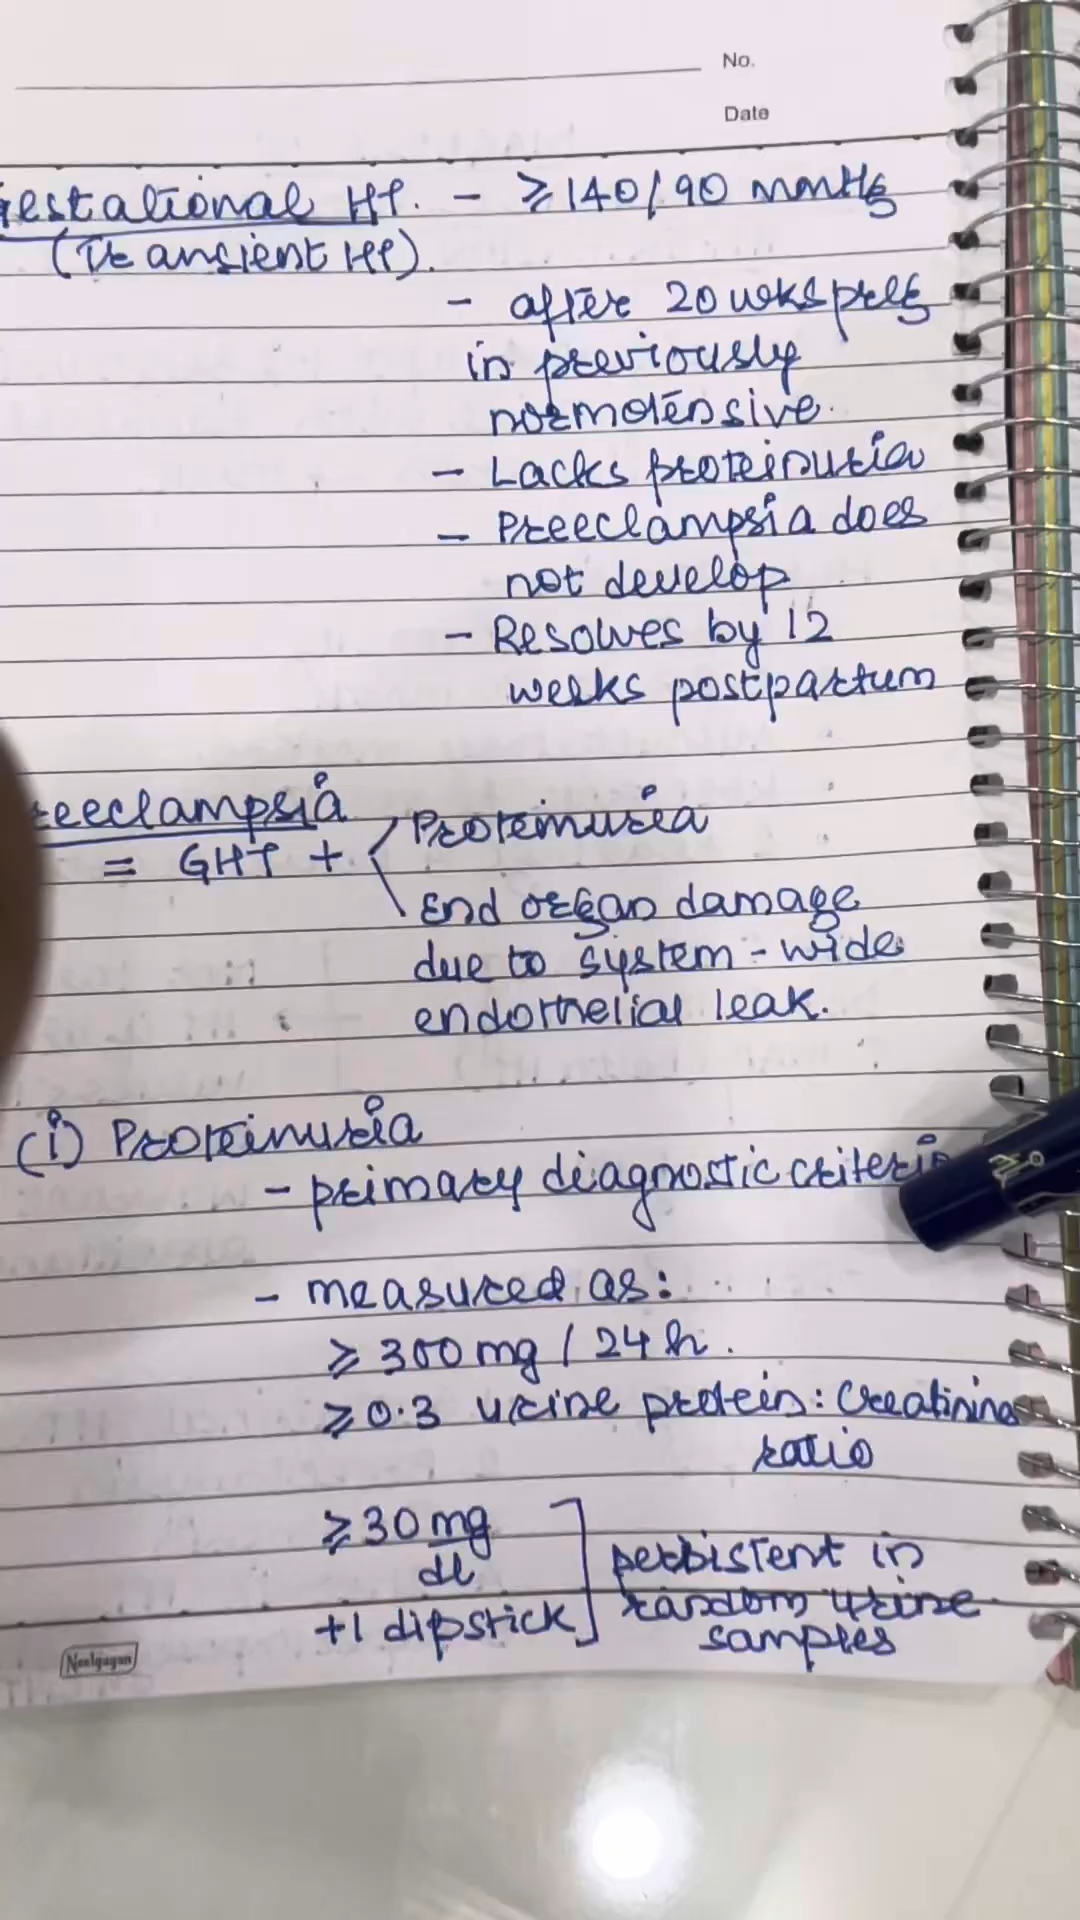 No.
Date
Gestational HT. - ≥140/90 mmHg
(Transient HT).
- after 20 wks preg
in previously
normotensive.
- Lacks proteinuria
- Preeclampsia does
not develop
- Resolves by 12
weeks postpartum
reeclampsia
= GHT + < Proteinuria
End organ damage
due to system-wide
endothelial leak.
(i) Proteinuria
- primary diagnostic criteria
- measured as:
≥ 300 mg / 24 h.
≥ 0.3 urine protein : Creatinine
ratio
≥ 30 mg
dl
+1 dipstick ] persistent in
random urine
samples
Neelgagan